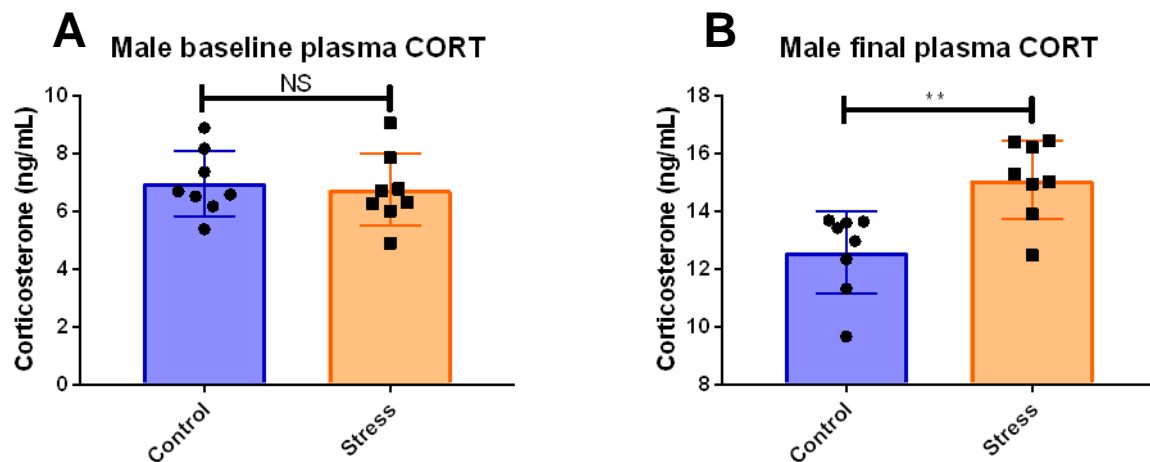 A
Male baseline plasma CORT
NS
Corticosterone (ng/mL)
10
8
6
4
2
0
Control
Stress
B
Male final plasma CORT
**
Corticosterone (ng/mL)
18
16
14
12
10
8
Control
Stress